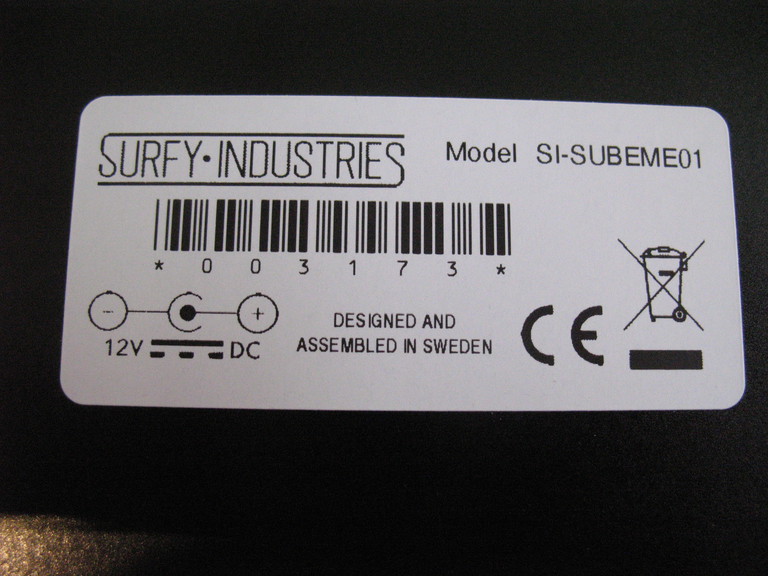 SURFY•INDUSTRIES
Model SI-SUBEME01
*003173*
- +
12V DC
DESIGNED AND
ASSEMBLED IN SWEDEN
CE